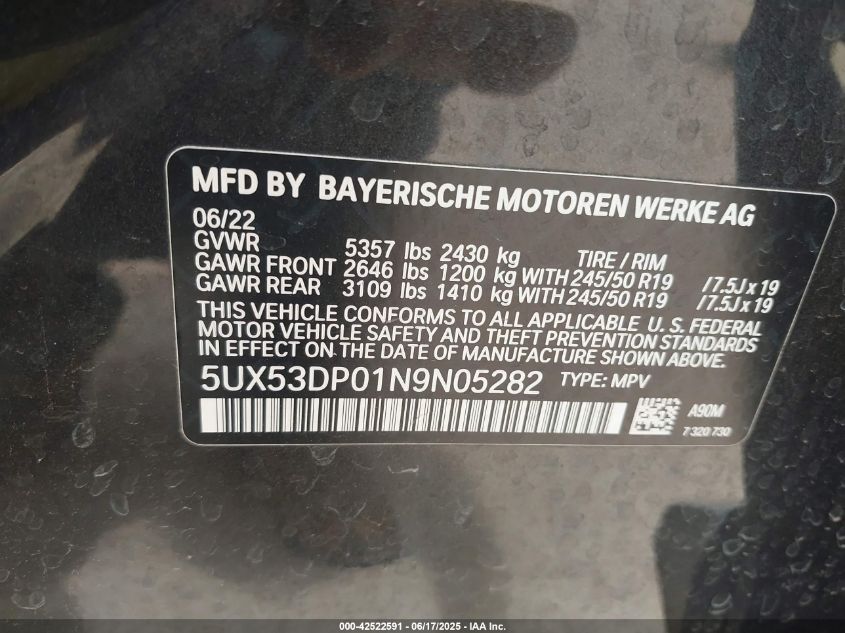 MFD BY BAYERISCHE MOTOREN WERKE AG
06/22
GVWR 5357 lbs 2430 kg TIRE / RIM
GAWR FRONT 2646 lbs 1200 kg WITH 245/50 R19 /7.5J x 19
GAWR REAR 3109 lbs 1410 kg WITH 245/50 R19 /7.5J x 19
THIS VEHICLE CONFORMS TO ALL APPLICABLE U. S. FEDERAL
MOTOR VEHICLE SAFETY AND THEFT PREVENTION STANDARDS
IN EFFECT ON THE DATE OF MANUFACTURE SHOWN ABOVE.
5UX53DP01N9N05282 TYPE: MPV
A90M
7 320 730
000-42522591 - 06/17/2025 - IAA Inc.